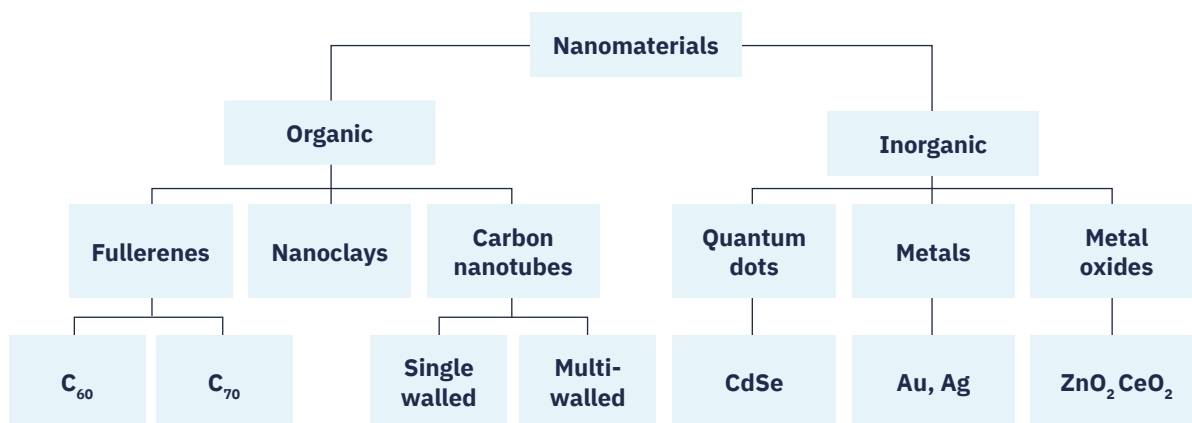 Nanomaterials
Organic
Inorganic
Fullerenes
Nanoclays
Carbon
nanotubes
Quantum
dots
Metals
Metal
oxides
C₆₀
C₇₀
Single
walled
Multi-
walled
CdSe
Au, Ag
ZnO₂ CeO₂